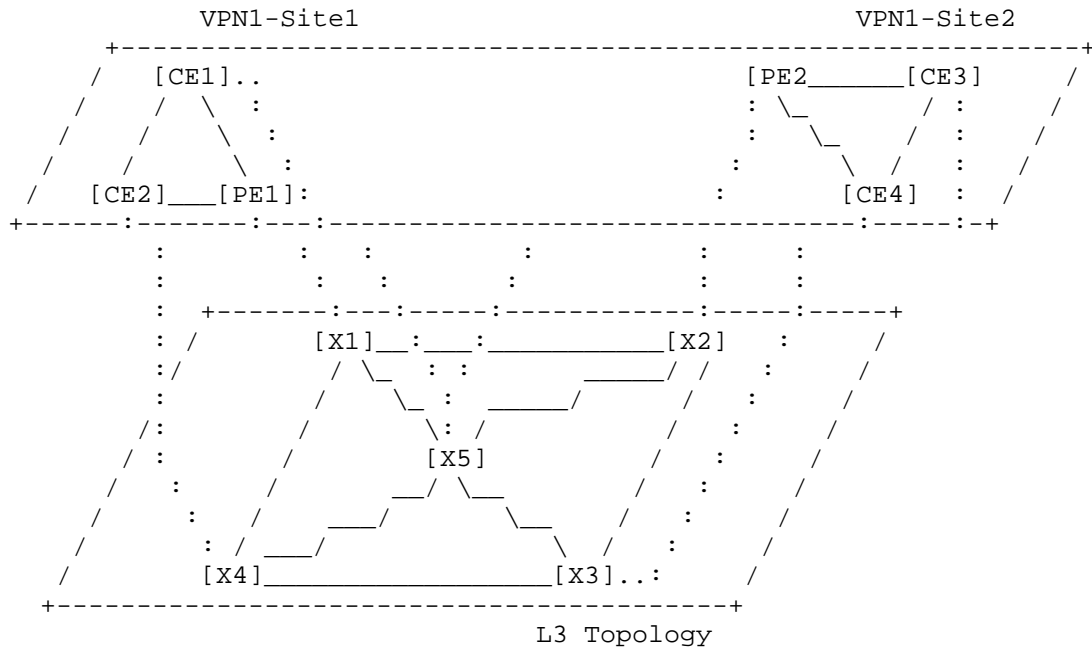 VPN1-Site1 VPN1-Site2
[CE1] [PE2 [CE3]
[CE2] [PE1] [CE4]
[X1] [X2]
[X5]
[X4] [X3]
L3 Topology